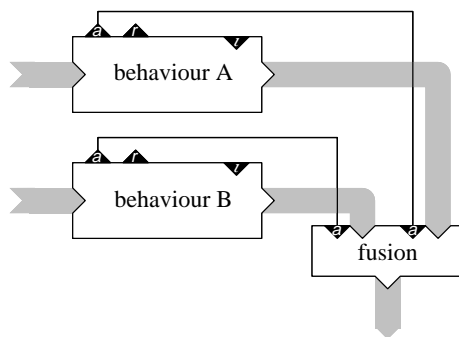 a r ι
behaviour A
a r ι
behaviour B
a a
fusion